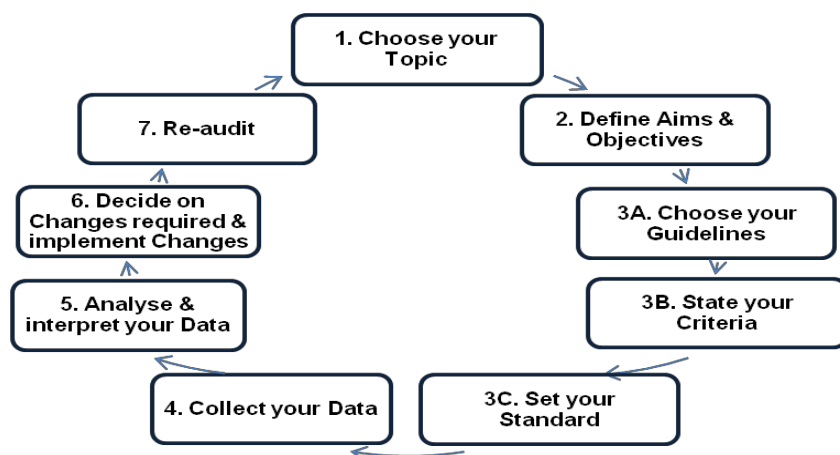 1. Choose your
Topic
2. Define Aims &
Objectives
3A. Choose your
Guidelines
3B. State your
Criteria
3C. Set your
Standard
4. Collect your Data
5. Analyse &
interpret your Data
6. Decide on
Changes required &
implement Changes
7. Re-audit